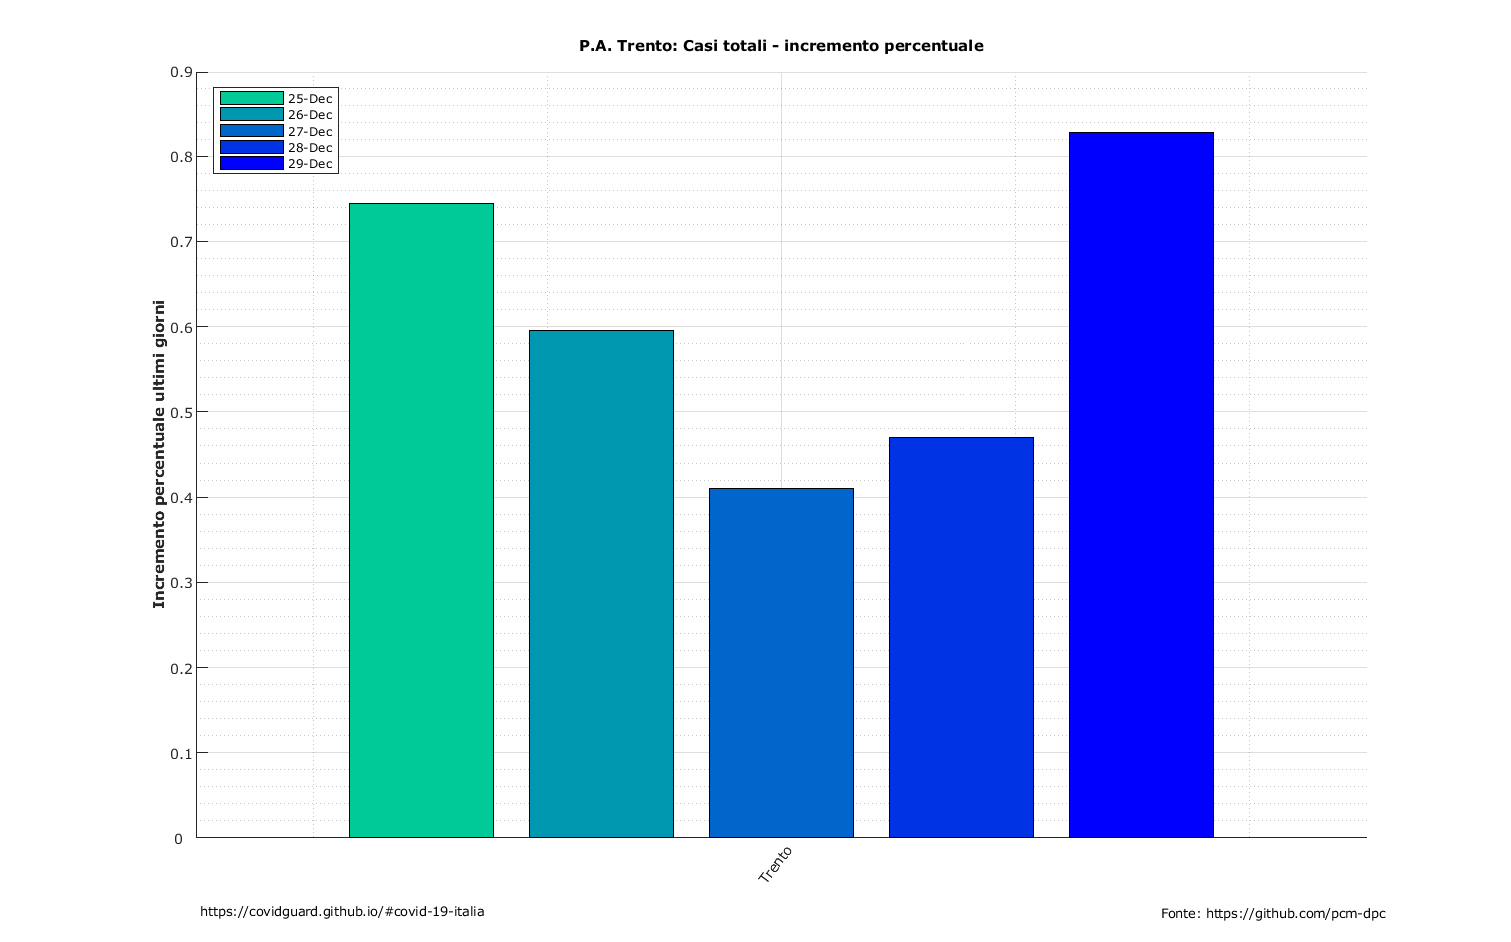 P.A. Trento: Casi totali - incremento percentuale
0.9
0.8
0.7
0.6
0.5
0.4
0.3
0.2
0.1
0
Incremento percentuale ultimi giorni
25-Dec
26-Dec
27-Dec
28-Dec
29-Dec
Trento
https://covidguard.github.io/#covid-19-italia
Fonte: https://github.com/pcm-dpc